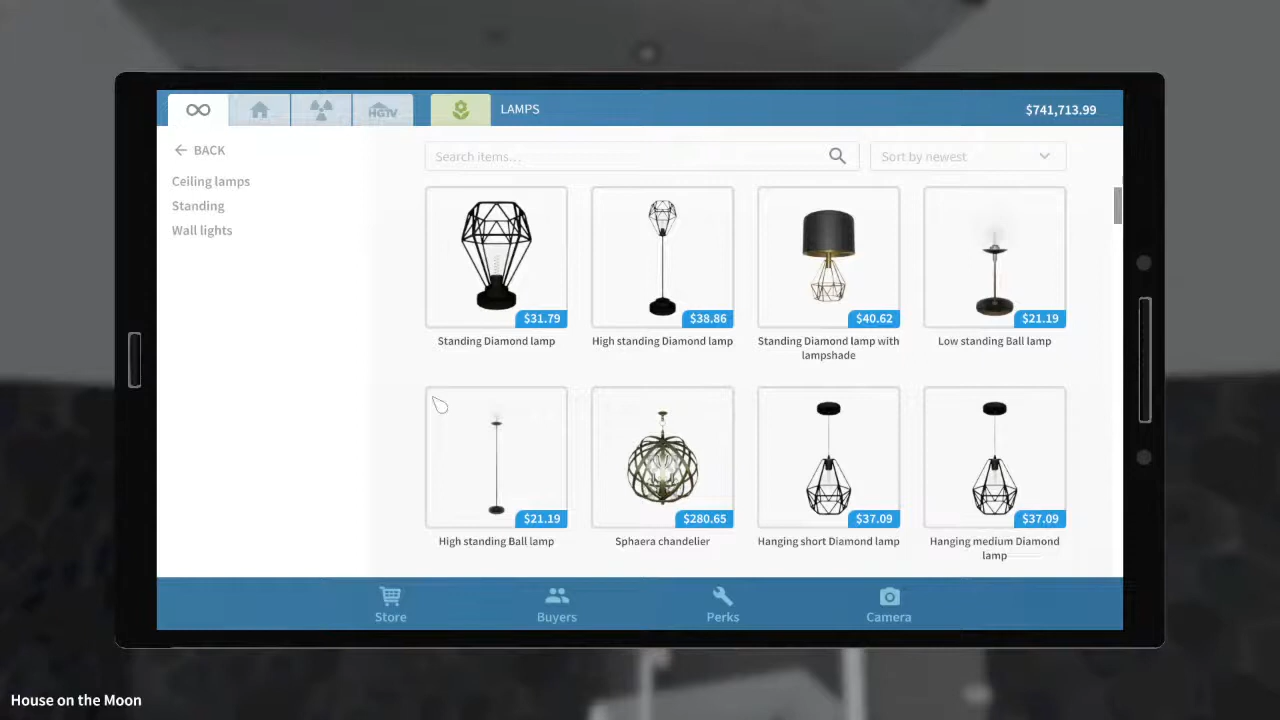 HGTV
LAMPS
$741,713.99
BACK
Ceiling lamps
Standing
Wall lights
Search items...
Sort by newest
$31.79
$38.86
$40.62
$21.19
Standing Diamond lamp
High standing Diamond lamp
Standing Diamond lamp with
lampshade
Low standing Ball lamp
$21.19
$280.65
$37.09
$37.09
High standing Ball lamp
Sphaera chandelier
Hanging short Diamond lamp
Hanging medium Diamond
lamp
Store
Buyers
Perks
Camera
House on the Moon